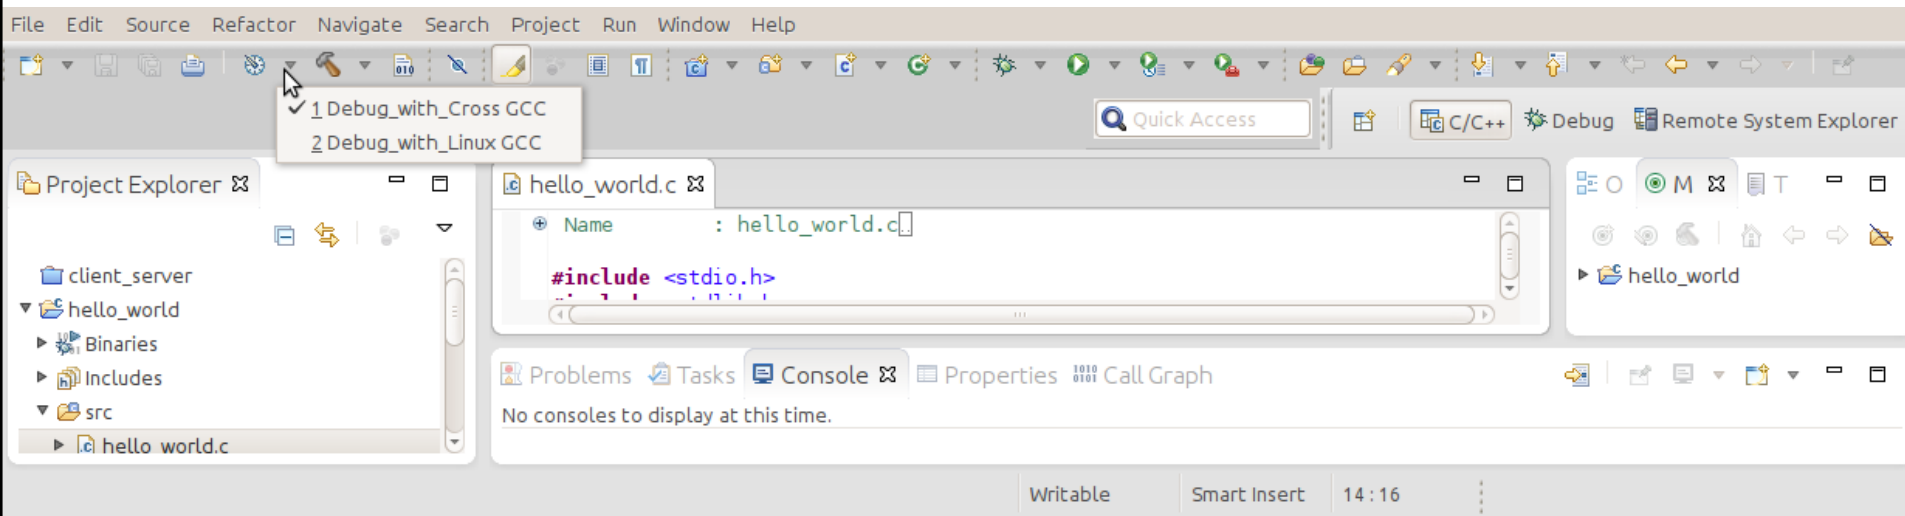 File Edit Source Refactor Navigate Search Project Run Window Help
010
1 Debug_with_Cross GCC
2 Debug_with_Linux GCC
Quick Access
C/C++ Debug Remote System Explorer
Project Explorer
hello_world.c
O M T
Name : hello_world.c
#include <stdio.h>
client_server
hello_world
Binaries
Includes
src
hello_world.c
hello_world
Problems Tasks Console Properties Call Graph
No consoles to display at this time.
Writable Smart Insert 14 : 16